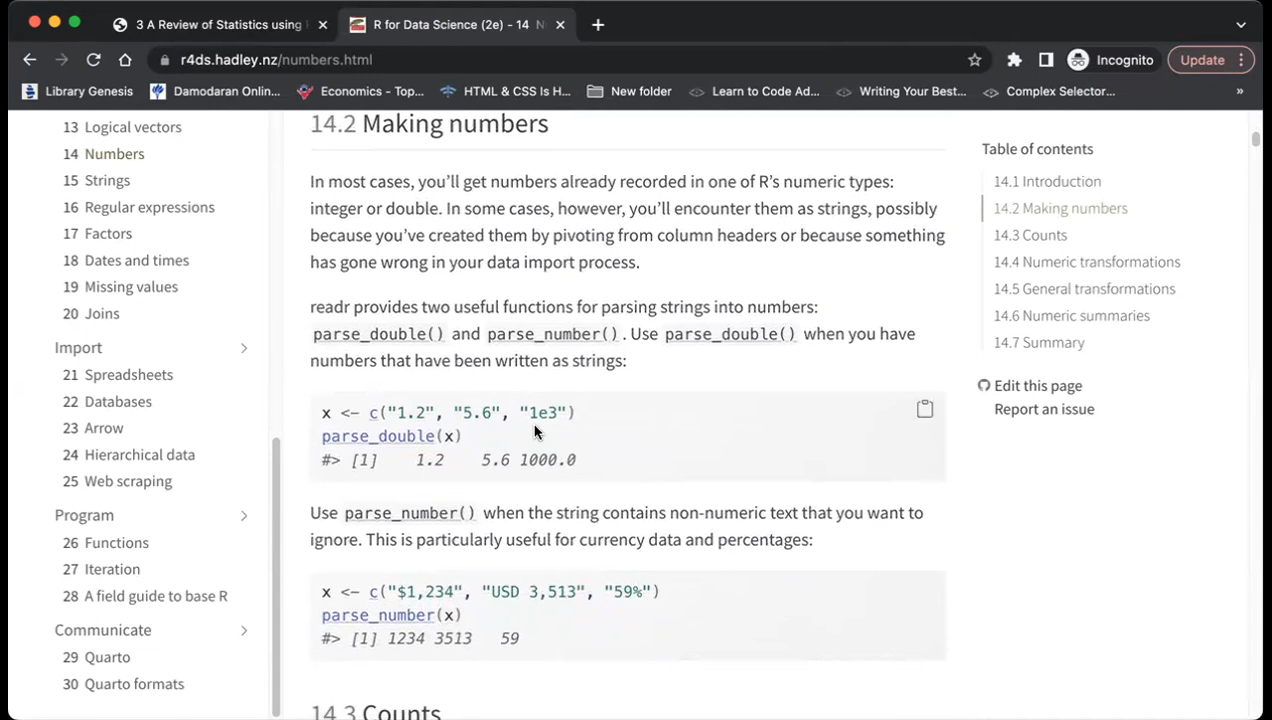 3 A Review of Statistics using
R for Data Science (2e) - 14 N
r4ds.hadley.nz/numbers.html
Incognito
Update
Library Genesis
Damodaran Onlin...
Economics - Top...
HTML & CSS Is H...
New folder
Learn to Code Ad...
Writing Your Best...
Complex Selector...
»
13 Logical vectors
14 Numbers
15 Strings
16 Regular expressions
17 Factors
18 Dates and times
19 Missing values
20 Joins
Import
21 Spreadsheets
22 Databases
23 Arrow
24 Hierarchical data
25 Web scraping
Program
26 Functions
27 Iteration
28 A field guide to base R
Communicate
29 Quarto
30 Quarto formats
14.2 Making numbers
In most cases, you’ll get numbers already recorded in one of R’s numeric types:
integer or double. In some cases, however, you’ll encounter them as strings, possibly
because you’ve created them by pivoting from column headers or because something
has gone wrong in your data import process.
readr provides two useful functions for parsing strings into numbers:
parse_double() and parse_number(). Use parse_double() when you have
numbers that have been written as strings:
x <- c("1.2", "5.6", "1e3")
parse_double(x)
#> [1]    1.2    5.6 1000.0
Use parse_number() when the string contains non-numeric text that you want to
ignore. This is particularly useful for currency data and percentages:
x <- c("$1,234", "USD 3,513", "59%")
parse_number(x)
#> [1] 1234 3513   59
14.3 Counts
Table of contents
14.1 Introduction
14.2 Making numbers
14.3 Counts
14.4 Numeric transformations
14.5 General transformations
14.6 Numeric summaries
14.7 Summary
Edit this page
Report an issue